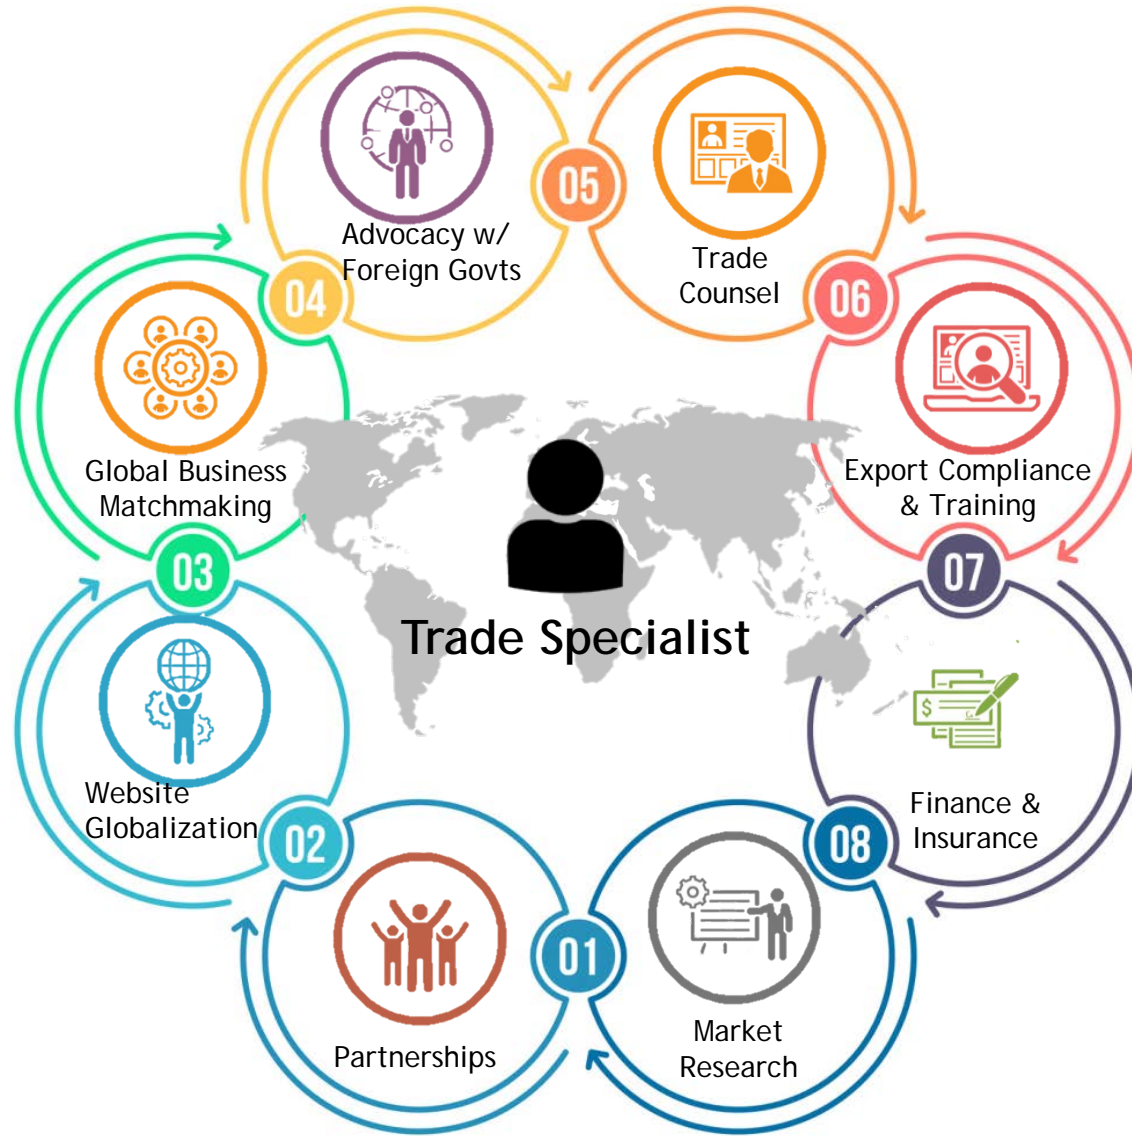 05
Advocacy w/
Foreign Govts
Trade
Counsel
04
06
Global Business
Matchmaking
Export Compliance
& Training
03
07
Trade Specialist
$
Website
Globalization
Finance &
Insurance
02
08
01
Partnerships
Market
Research